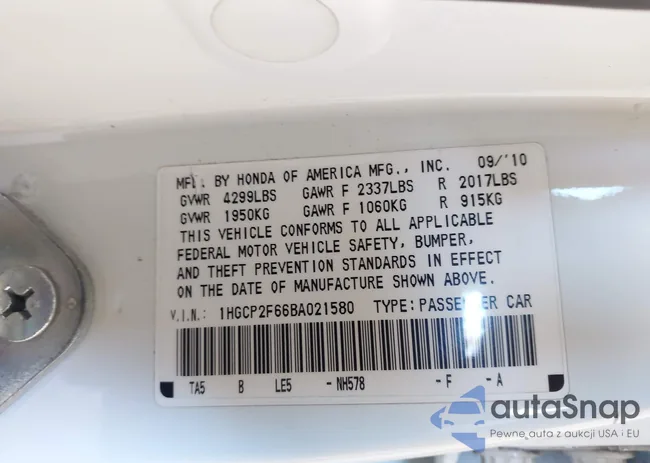 MFD. BY HONDA OF AMERICA MFG., INC. 09/'10
GVWR 4299LBS GAWR F 2337LBS R 2017LBS
GVWR 1950KG GAWR F 1060KG R 915KG
THIS VEHICLE CONFORMS TO ALL APPLICABLE
FEDERAL MOTOR VEHICLE SAFETY, BUMPER,
AND THEFT PREVENTION STANDARDS IN EFFECT
ON THE DATE OF MANUFACTURE SHOWN ABOVE.
V.I.N.: 1HGCP2F66BA021580 TYPE: PASSENGER CAR
TA5 B LE5 -NH578 -F -A
autaSnap
Pewne auta z aukcji USA i EU